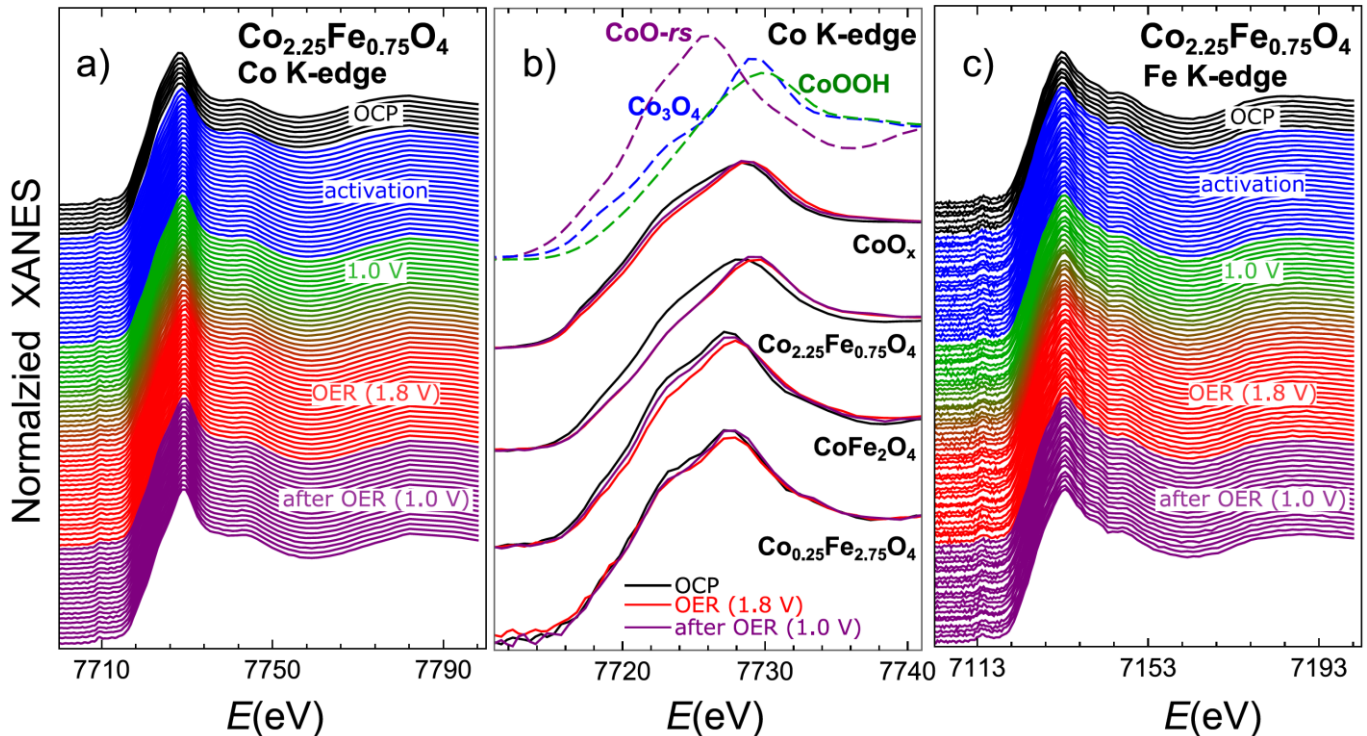 Normalzied XANES
a)
Co2.25Fe0.75O4
Co K-edge
OCP
activation
1.0 V
OER (1.8 V)
after OER (1.0 V)
7710
7750
7790
E(eV)
b)
CoO-rs
Co K-edge
CoOOH
Co3O4
CoOx
Co2.25Fe0.75O4
CoFe2O4
Co0.25Fe2.75O4
OCP
OER (1.8 V)
after OER (1.0 V)
7720
7730
7740
E(eV)
c)
Co2.25Fe0.75O4
Fe K-edge
OCP
activation
1.0 V
OER (1.8 V)
after OER (1.0 V)
7113
7153
7193
E(eV)